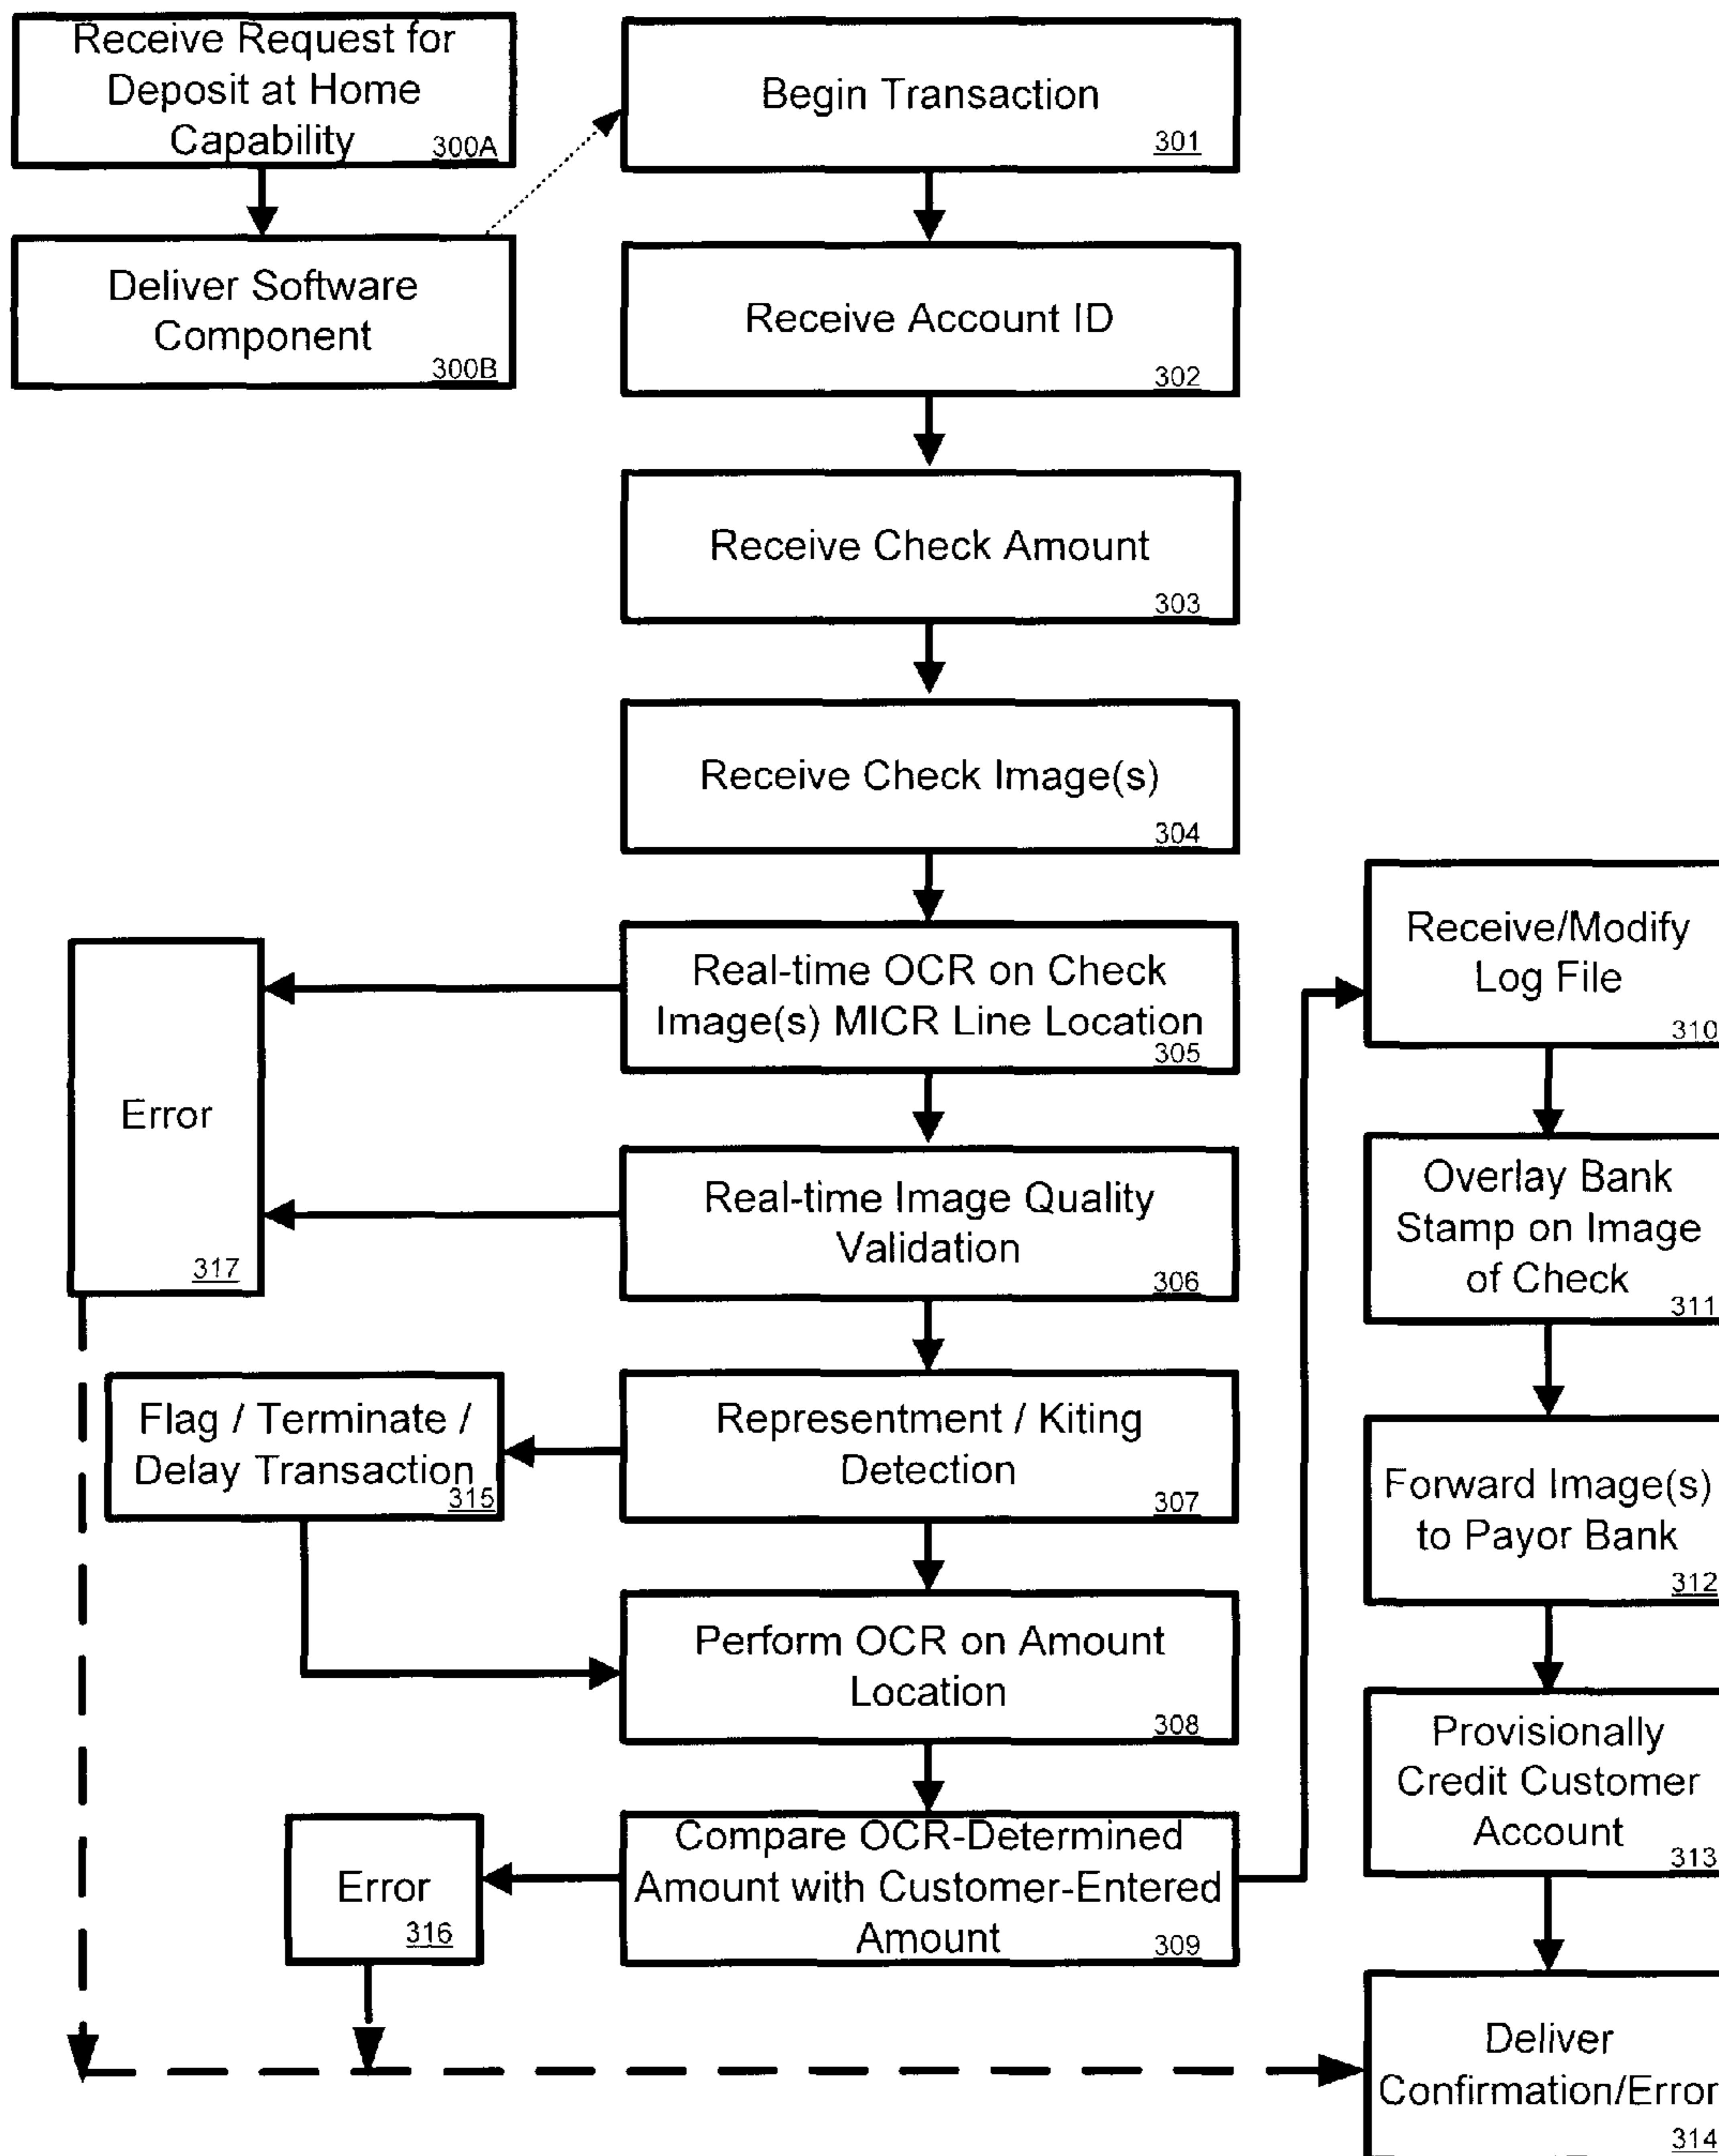 Receive Request for
Deposit at Home
Capability
300A
Deliver Software
Component
300B
Begin Transaction
301
Receive Account ID
302
Receive Check Amount
303
Receive Check Image(s)
304
Real-time OCR on Check
Image(s) MICR Line Location
305
Real-time Image Quality
Validation
306
Error
317
Representment / Kiting
Detection
307
Flag / Terminate /
Delay Transaction
315
Perform OCR on Amount
Location
308
Compare OCR-Determined
Amount with Customer-Entered
Amount
309
Error
316
Receive/Modify
Log File
310
Overlay Bank
Stamp on Image
of Check
311
Forward Image(s)
to Payor Bank
312
Provisionally
Credit Customer
Account
313
Deliver
Confirmation/Error
314